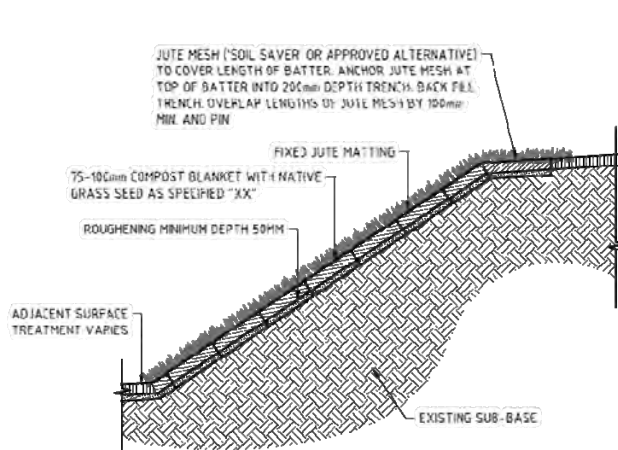 JUTE MESH ('SOIL SAVER' OR APPROVED ALTERNATIVE)
TO COVER LENGTH OF BATTER. ANCHOR JUTE MESH AT
TOP OF BATTER INTO 200mm DEPTH TRENCH. BACK FILL
TRENCH. OVERLAP LENGTHS OF JUTE MESH BY 100mm
MIN. AND PIN
FIXED JUTE MATTING
75-100mm COMPOST BLANKET WITH NATIVE
GRASS SEED AS SPECIFIED "XX"
ROUGHENING MINIMUM DEPTH 50MM
ADJACENT SURFACE
TREATMENT VARIES
EXISTING SUB-BASE